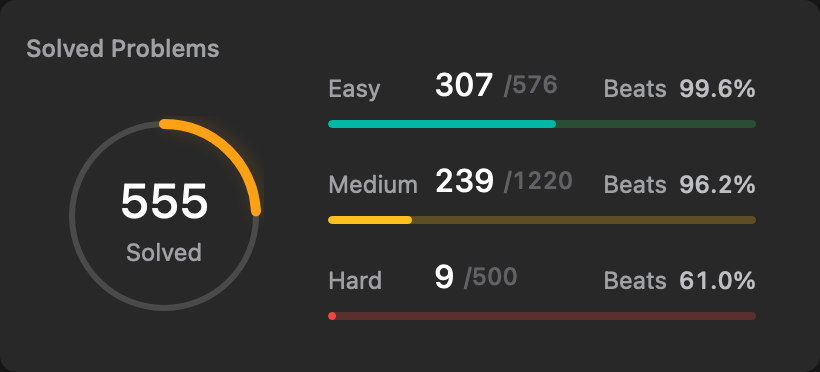 Solved Problems
555
Solved
Easy 307 /576 Beats 99.6%
Medium 239 /1220 Beats 96.2%
Hard 9 /500 Beats 61.0%